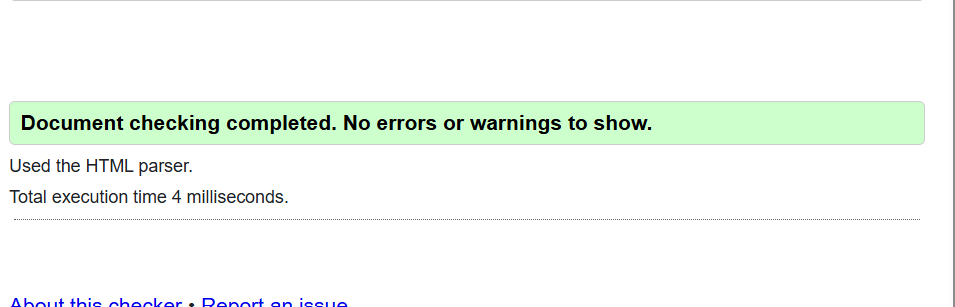 Document checking completed. No errors or warnings to show.
Used the HTML parser.
Total execution time 4 milliseconds.
About this checker • Report an issue